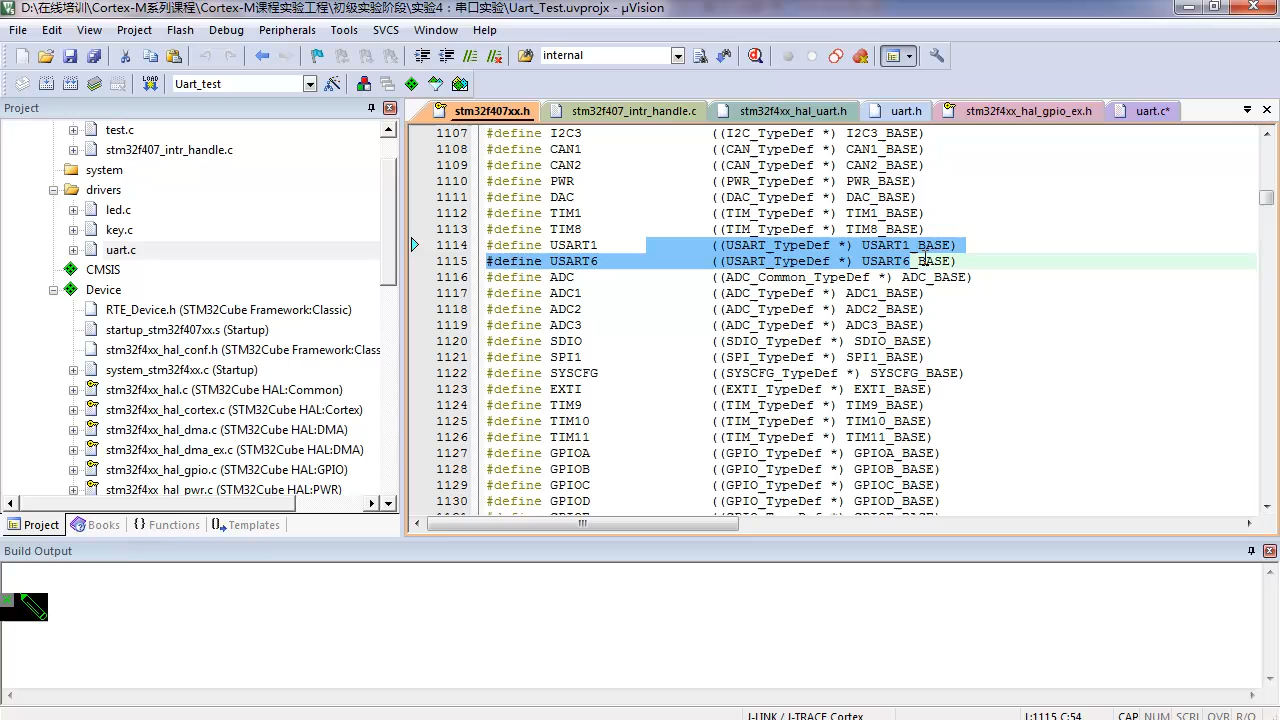 D:\在线培训\Cortex-M系列课程\Cortex-M课程实验工程\初级实验阶段\实验4：串口实验\Uart_Test.uvprojx - µVision
File Edit View Project Flash Debug Peripherals Tools SVCS Window Help
internal
LOAD Uart_test
Project
stm32f407xx.h stm32f407_intr_handle.c stm32f4xx_hal_uart.h uart.h stm32f4xx_hal_gpio_ex.h uart.c*
test.c
stm32f407_intr_handle.c
system
drivers
led.c
key.c
uart.c
CMSIS
Device
RTE_Device.h (STM32Cube Framework:Classic)
startup_stm32f407xx.s (Startup)
stm32f4xx_hal_conf.h (STM32Cube Framework:Class
system_stm32f4xx.c (Startup)
stm32f4xx_hal.c (STM32Cube HAL:Common)
stm32f4xx_hal_cortex.c (STM32Cube HAL:Cortex)
stm32f4xx_hal_dma.c (STM32Cube HAL:DMA)
stm32f4xx_hal_dma_ex.c (STM32Cube HAL:DMA)
stm32f4xx_hal_gpio.c (STM32Cube HAL:GPIO)
stm32f4xx_hal_pwr.c (STM32Cube HAL:PWR)
Project Books {} Functions Templates
1107 #define I2C3 ((I2C_TypeDef *) I2C3_BASE)
1108 #define CAN1 ((CAN_TypeDef *) CAN1_BASE)
1109 #define CAN2 ((CAN_TypeDef *) CAN2_BASE)
1110 #define PWR ((PWR_TypeDef *) PWR_BASE)
1111 #define DAC ((DAC_TypeDef *) DAC_BASE)
1112 #define TIM1 ((TIM_TypeDef *) TIM1_BASE)
1113 #define TIM8 ((TIM_TypeDef *) TIM8_BASE)
1114 #define USART1 ((USART_TypeDef *) USART1_BASE)
1115 #define USART6 ((USART_TypeDef *) USART6_BASE)
1116 #define ADC ((ADC_Common_TypeDef *) ADC_BASE)
1117 #define ADC1 ((ADC_TypeDef *) ADC1_BASE)
1118 #define ADC2 ((ADC_TypeDef *) ADC2_BASE)
1119 #define ADC3 ((ADC_TypeDef *) ADC3_BASE)
1120 #define SDIO ((SDIO_TypeDef *) SDIO_BASE)
1121 #define SPI1 ((SPI_TypeDef *) SPI1_BASE)
1122 #define SYSCFG ((SYSCFG_TypeDef *) SYSCFG_BASE)
1123 #define EXTI ((EXTI_TypeDef *) EXTI_BASE)
1124 #define TIM9 ((TIM_TypeDef *) TIM9_BASE)
1125 #define TIM10 ((TIM_TypeDef *) TIM10_BASE)
1126 #define TIM11 ((TIM_TypeDef *) TIM11_BASE)
1127 #define GPIOA ((GPIO_TypeDef *) GPIOA_BASE)
1128 #define GPIOB ((GPIO_TypeDef *) GPIOB_BASE)
1129 #define GPIOC ((GPIO_TypeDef *) GPIOC_BASE)
1130 #define GPIOD ((GPIO_TypeDef *) GPIOD_BASE)
Build Output
J-LINK / J-TRACE Cortex L:1115 C:54 CAP NUM SCRL OVR R/O